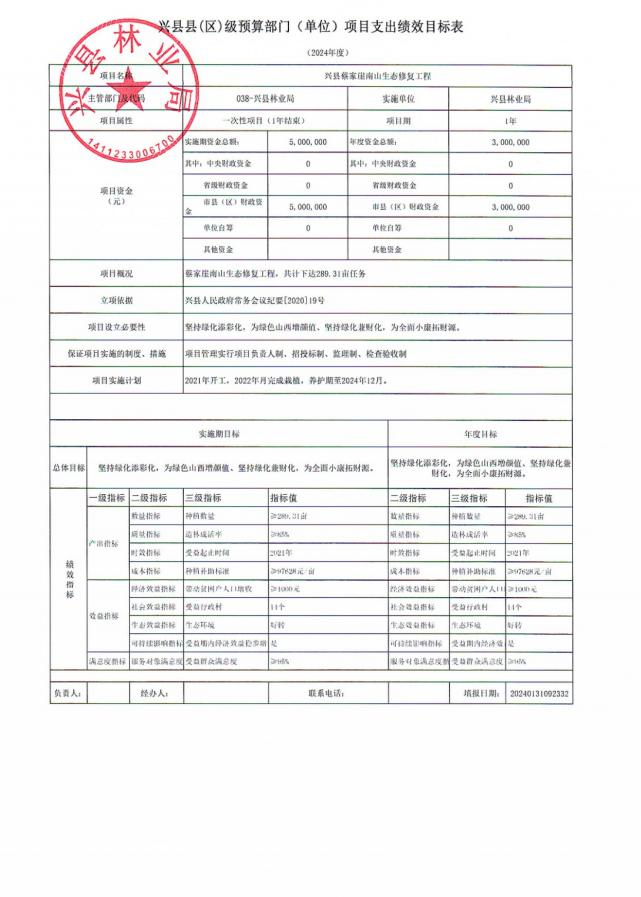 兴县县(区)级预算部门（单位）项目支出绩效目标表
（2024年度）
兴县林业局
1411233006700
项目名称 兴县蔡家崖南山生态修复工程
主管部门及代码 038-兴县林业局 实施单位 兴县林业局
项目属性 一次性项目（1年结束） 项目期 1年
项目资金（元） 实施期资金总额： 5,000,000 年度资金总额： 3,000,000
其中：中央财政资金 0 其中：中央财政资金 0
省级财政资金 0 省级财政资金 0
市县（区）财政资金 5,000,000 市县（区）财政资金 3,000,000
单位自筹 0 单位自筹 0
其他资金 其他资金
项目概况 蔡家崖南山生态修复工程，共计下达289.31亩任务
立项依据 兴县人民政府常务会议纪要[2020]19号
项目设立必要性 坚持绿化添彩化，为绿色山西增颜值、坚持绿化兼财化，为全面小康拓财源。
保证项目实施的制度、措施 项目管理实行项目负责人制、招投标制、监理制、检查验收制
项目实施计划 2021年开工，2022年月完成栽植，养护期至2024年12月。
实施期目标 年度目标
总体目标 坚持绿化添彩化，为绿色山西增颜值、坚持绿化兼财化，为全面小康拓财源。 坚持绿化添彩化，为绿色山西增颜值、坚持绿化兼财化，为全面小康拓财源。
绩效指标 一级指标 二级指标 三级指标 指标值 二级指标 三级指标 指标值
产出指标 数量指标 种植数量 ≥289.31亩 数量指标 种植数量 ≥289.31亩
质量指标 造林成活率 ≥85% 质量指标 造林成活率 ≥85%
时效指标 受益起止时间 2021年 时效指标 受益起止时间 2021年
成本指标 种植补助标准 ≥97628元/亩 成本指标 种植补助标准 ≥97628元/亩
效益指标 经济效益指标 带动贫困户人口增收 ≥1000元 经济效益指标 带动贫困户人口增 ≥1000元
社会效益指标 受益行政村 14个 社会效益指标 受益行政村 14个
生态效益指标 生态环境 好转 生态效益指标 生态环境 好转
可持续影响指标 受益期内经济效益稳步增 是 可持续影响指标 受益期内经济效 是
满意度指标 服务对象满意度 受益群众满意度 ≥95% 服务对象满意度指 受益群众满意度 ≥95%
负责人： 经办人： 联系电话： 填报日期： 20240131092332